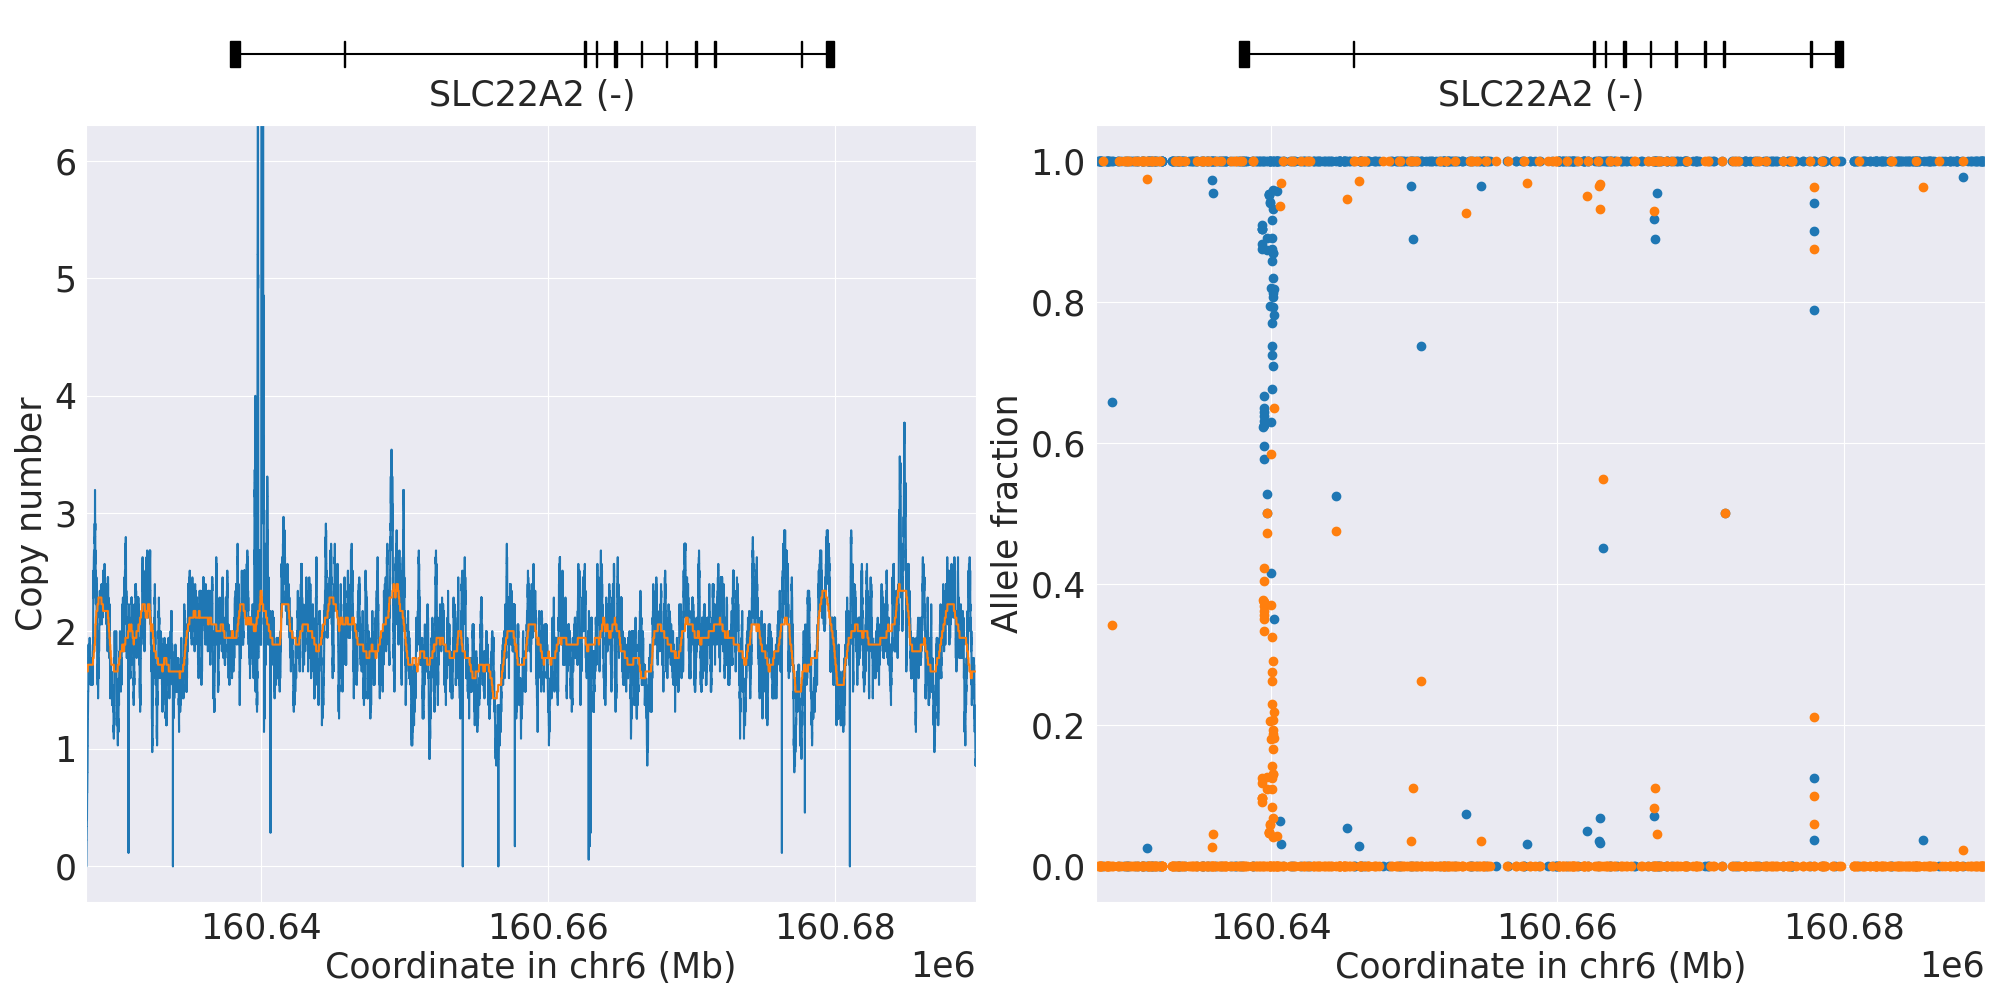 SLC22A2 (-)
Copy number
6
5
4
3
2
1
0
160.64
160.66
160.68
Coordinate in chr6 (Mb)
1e6
SLC22A2 (-)
Allele fraction
1.0
0.8
0.6
0.4
0.2
0.0
160.64
160.66
160.68
Coordinate in chr6 (Mb)
1e6